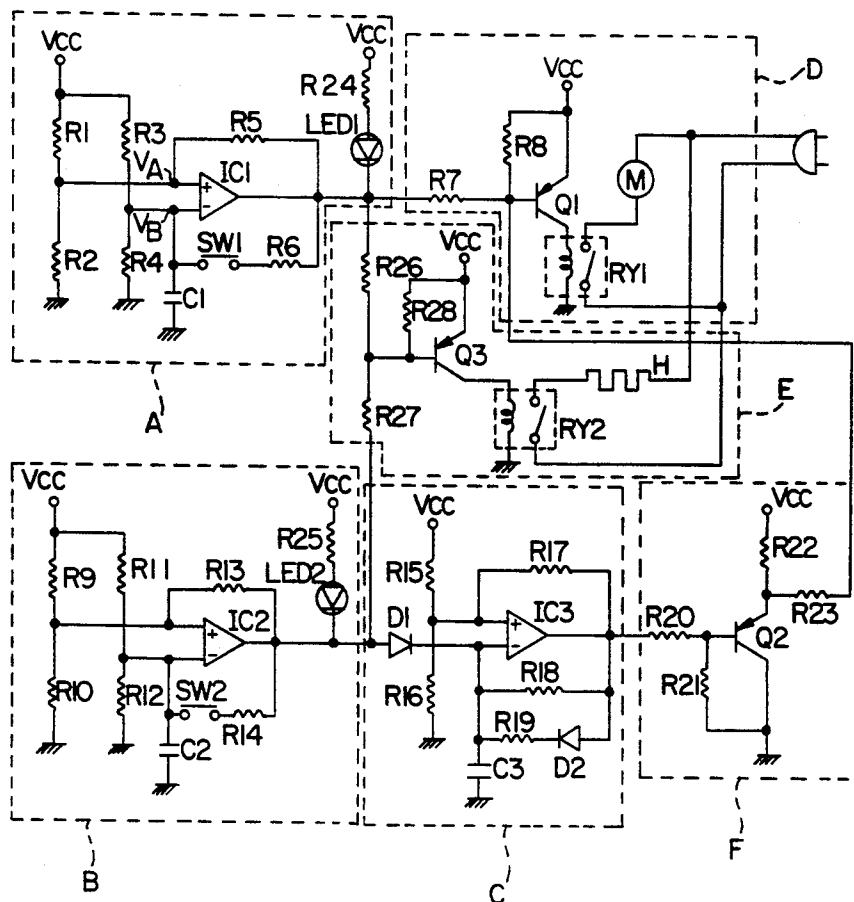 VCC
R1
R3
VA
VB
R2
R4
R5
IC1
SW1
R6
C1
VCC
R24
LED1
A
R7
VCC
R8
Q1
M
RY1
D
R26
VCC
R28
Q3
R27
H
RY2
E
VCC
R9
R11
R13
IC2
R10
R12
SW2
R14
C2
VCC
R25
LED2
B
VCC
R15
R17
D1
IC3
R16
R18
R19
D2
C3
C
VCC
R22
R20
R23
Q2
R21
F